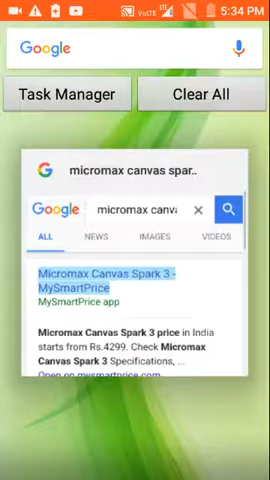 VoLTE
5:34 PM
Google
Task Manager
Clear All
micromax canvas spar..
Google
micromax canva
ALL
NEWS
IMAGES
VIDEOS
Micromax Canvas Spark 3 -
MySmartPrice
MySmartPrice app
Micromax Canvas Spark 3 price in India
starts from Rs.4299. Check Micromax
Canvas Spark 3 Specifications, ...
Open on mysmartprice.com